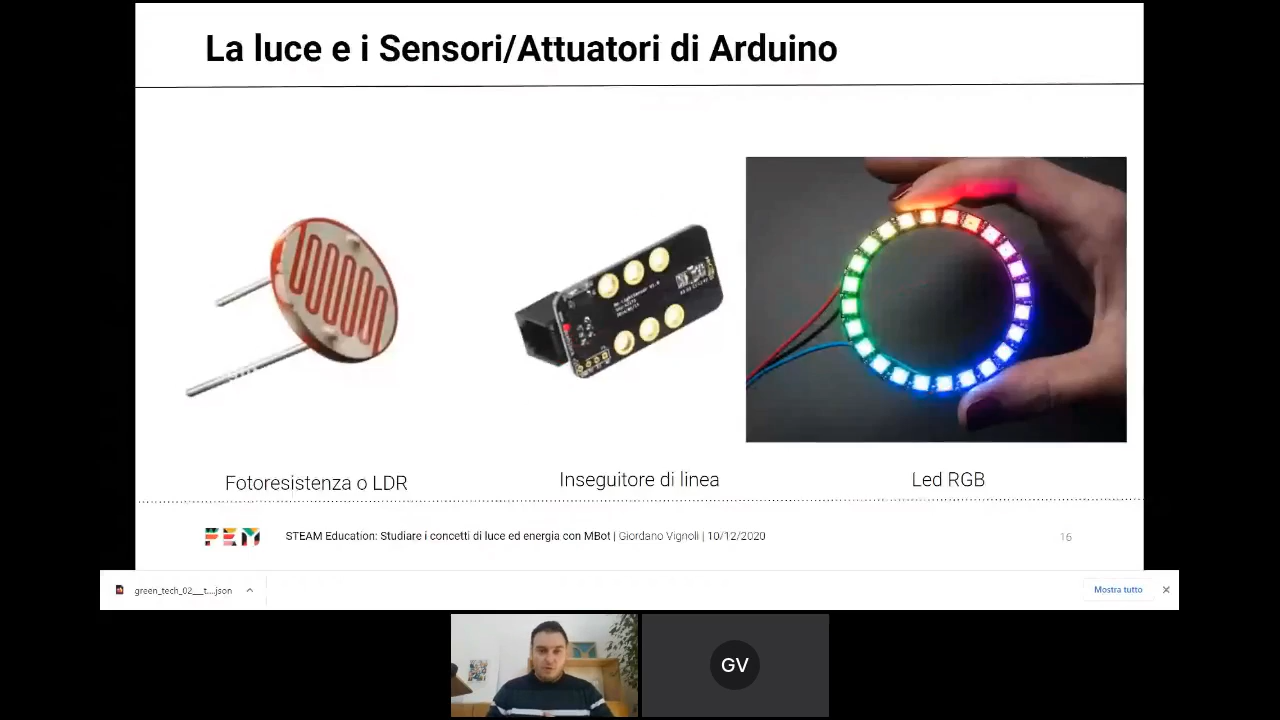 La luce e i Sensori/Attuatori di Arduino
Fotoresistenza o LDR
Inseguitore di linea
Led RGB
FEM
STEAM Education: Studiare i concetti di luce ed energia con MBot | Giordano Vignoli | 10/12/2020
16
green_tech_02__t....json
Mostra tutto
GV